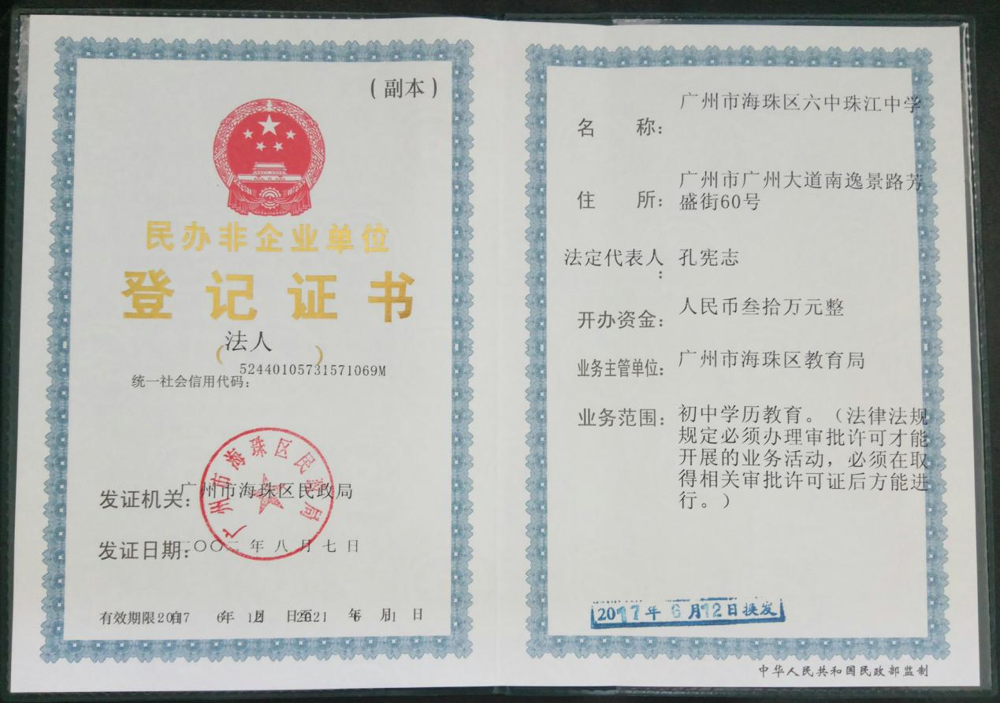 (副本)
民办非企业单位
登记证书
(法人)
统一社会信用代码：52440105731571069M
发证机关：广州市海珠区民政局
发证日期：二〇〇二年八月七日
有效期限自2017年6月12日至2021年6月11日
广州市海珠区民政局
名称：广州市海珠区六中珠江中学
住所：广州市广州大道南逸景路芳
盛街60号
法定代表人：孔宪志
开办资金：人民币叁拾万元整
业务主管单位：广州市海珠区教育局
业务范围：初中学历教育。（法律法规
规定必须办理审批许可才能
开展的业务活动，必须在取
得相关审批许可证后方能进
行。）
2017年6月12日换发
中华人民共和国民政部监制